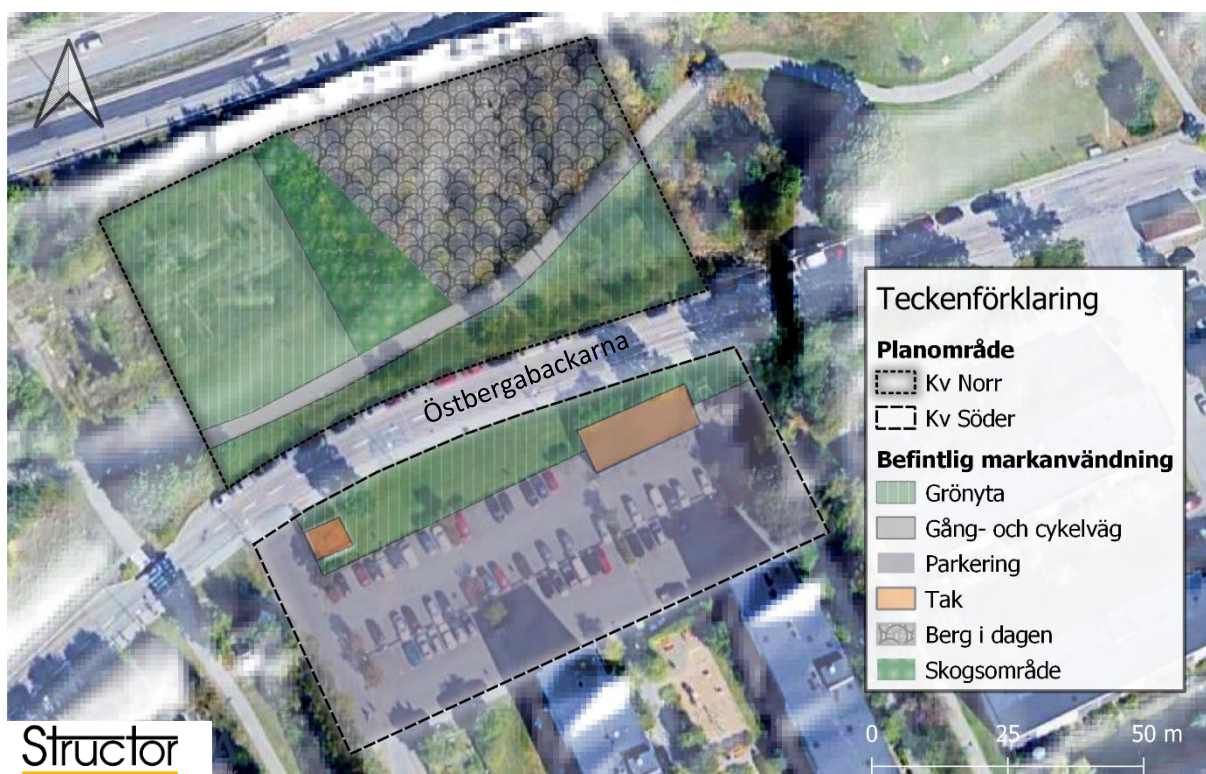 Östbergabackarna
Teckenförklaring
Planområde
Kv Norr
Kv Söder
Befintlig markanvändning
Grönyta
Gång- och cykelväg
Parkering
Tak
Berg i dagen
Skogsområde
0 25 50 m
Structor